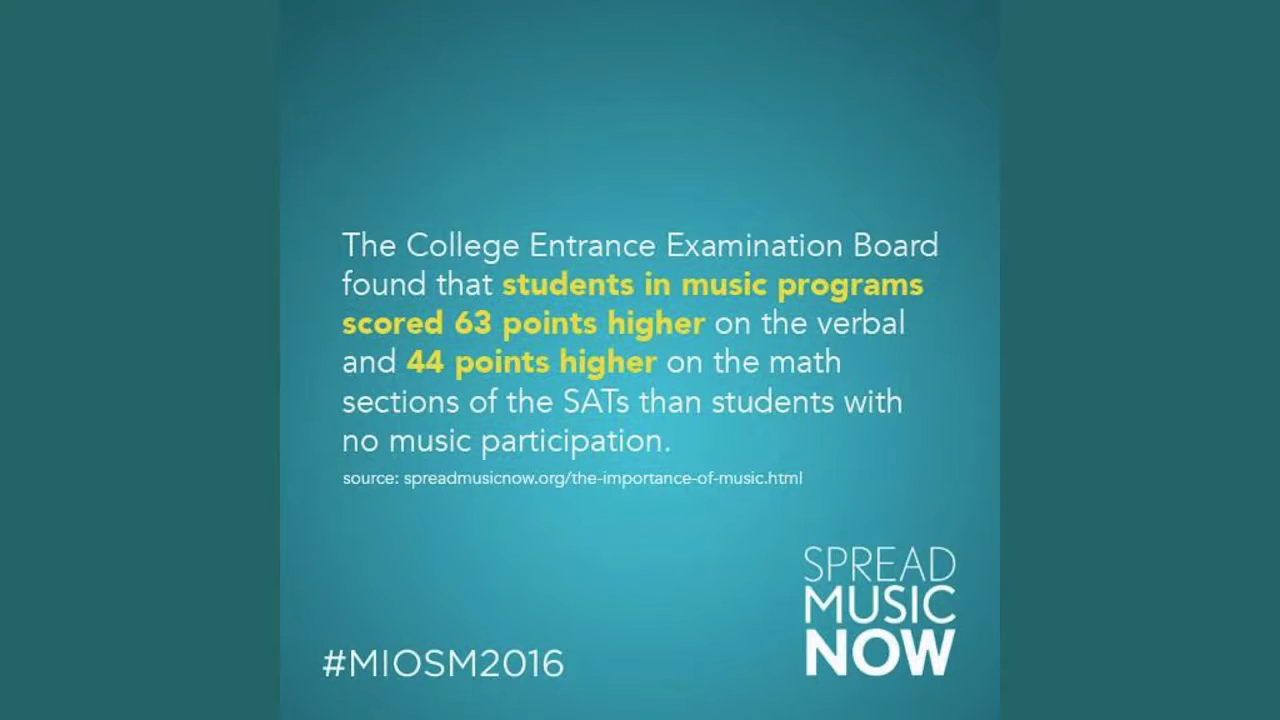 The College Entrance Examination Board
found that students in music programs
scored 63 points higher on the verbal
and 44 points higher on the math
sections of the SATs than students with
no music participation.
source: spreadmusicnow.org/the-importance-of-music.html
SPREAD
MUSIC
NOW
#MIOSM2016